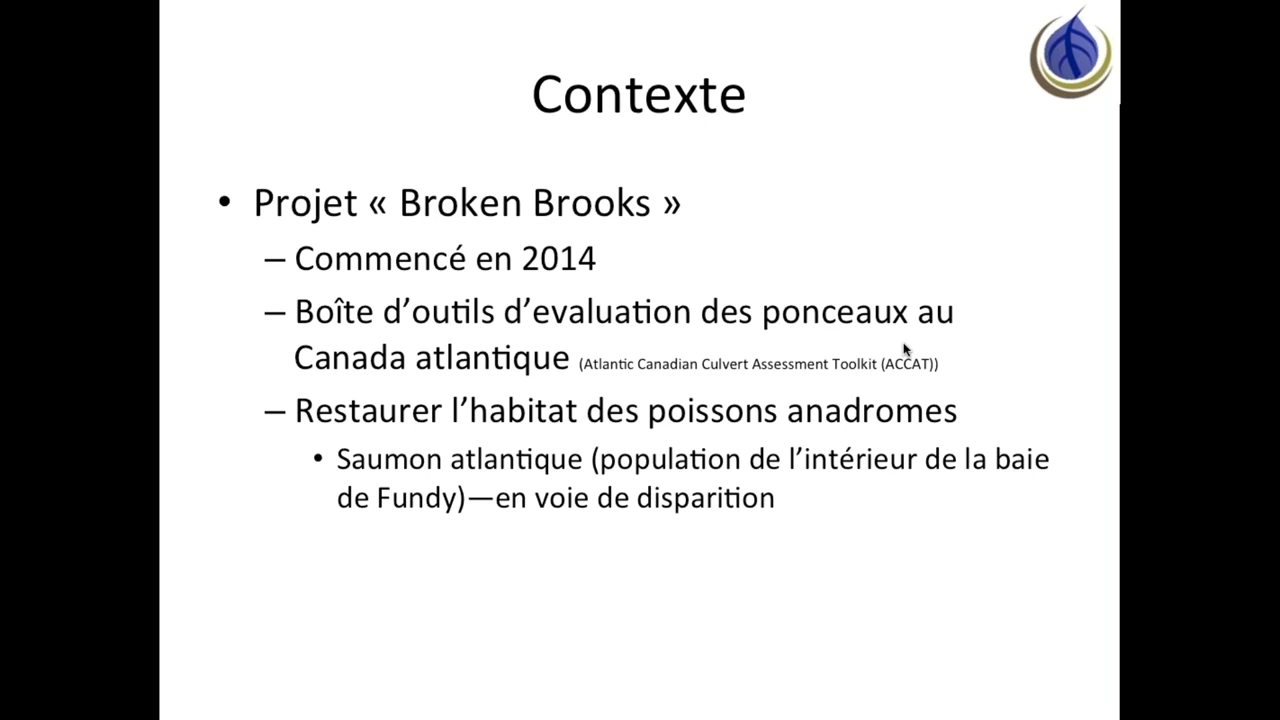 Contexte
• Projet « Broken Brooks »
– Commencé en 2014
– Boîte d’outils d’evaluation des ponceaux au
Canada atlantique (Atlantic Canadian Culvert Assessment Toolkit (ACCAT))
– Restaurer l’habitat des poissons anadromes
• Saumon atlantique (population de l’intérieur de la baie
de Fundy)—en voie de disparition